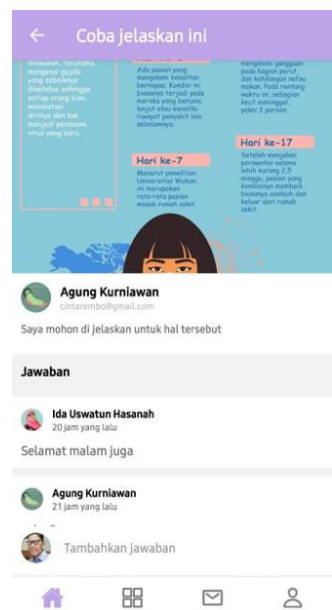 Coba jelaskan ini
dilakukan, terutama
mengenai gejala
yang sebaiknya
diketahui sehingga
setiap orang bisa
membatasi
dirinya dan tak
menjadi pembawa
virus yang baru.
Ada pasien yang
mengalami kesulitan
bernapas. Kondisi ini
biasanya terjadi pada
mereka yang berusia
lanjut atau memiliki
riwayat penyakit lain
sebelumnya.
Hari ke-7
Menurut penelitian
Universitas Wuhan,
ini merupakan
rata-rata pasien
masuk rumah sakit.
mengalami gangguan
pada bagian perut,
dan kehilangan nafsu
makan. Pada rentang
waktu ini, sebagian
kecil meninggal,
yakni 2 persen.
Hari ke-17
Setelah menjalani
perawatan selama
lebih kurang 2,5
minggu, pasien yang
kondisinya membaik
biasanya sembuh dan
keluar dari rumah
sakit.
Agung Kurniawan
cintarembo@gmail.com
Saya mohon di jelaskan untuk hal tersebut
Jawaban
Ida Uswatun Hasanah
20 jam yang lalu
Selamat malam juga
Agung Kurniawan
21 jam yang lalu
Tambahkan jawaban